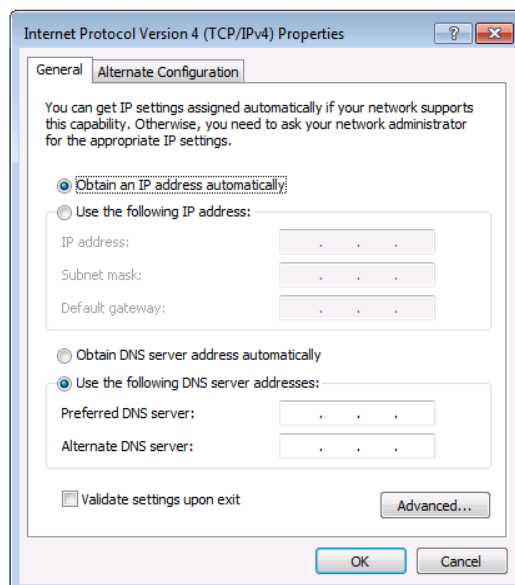 Internet Protocol Version 4 (TCP/IPv4) Properties
?
General
Alternate Configuration
You can get IP settings assigned automatically if your network supports
this capability. Otherwise, you need to ask your network administrator
for the appropriate IP settings.
Obtain an IP address automatically
Use the following IP address:
IP address:
. . .
Subnet mask:
. . .
Default gateway:
. . .
Obtain DNS server address automatically
Use the following DNS server addresses:
Preferred DNS server:
. . .
Alternate DNS server:
. . .
Validate settings upon exit
Advanced...
OK
Cancel